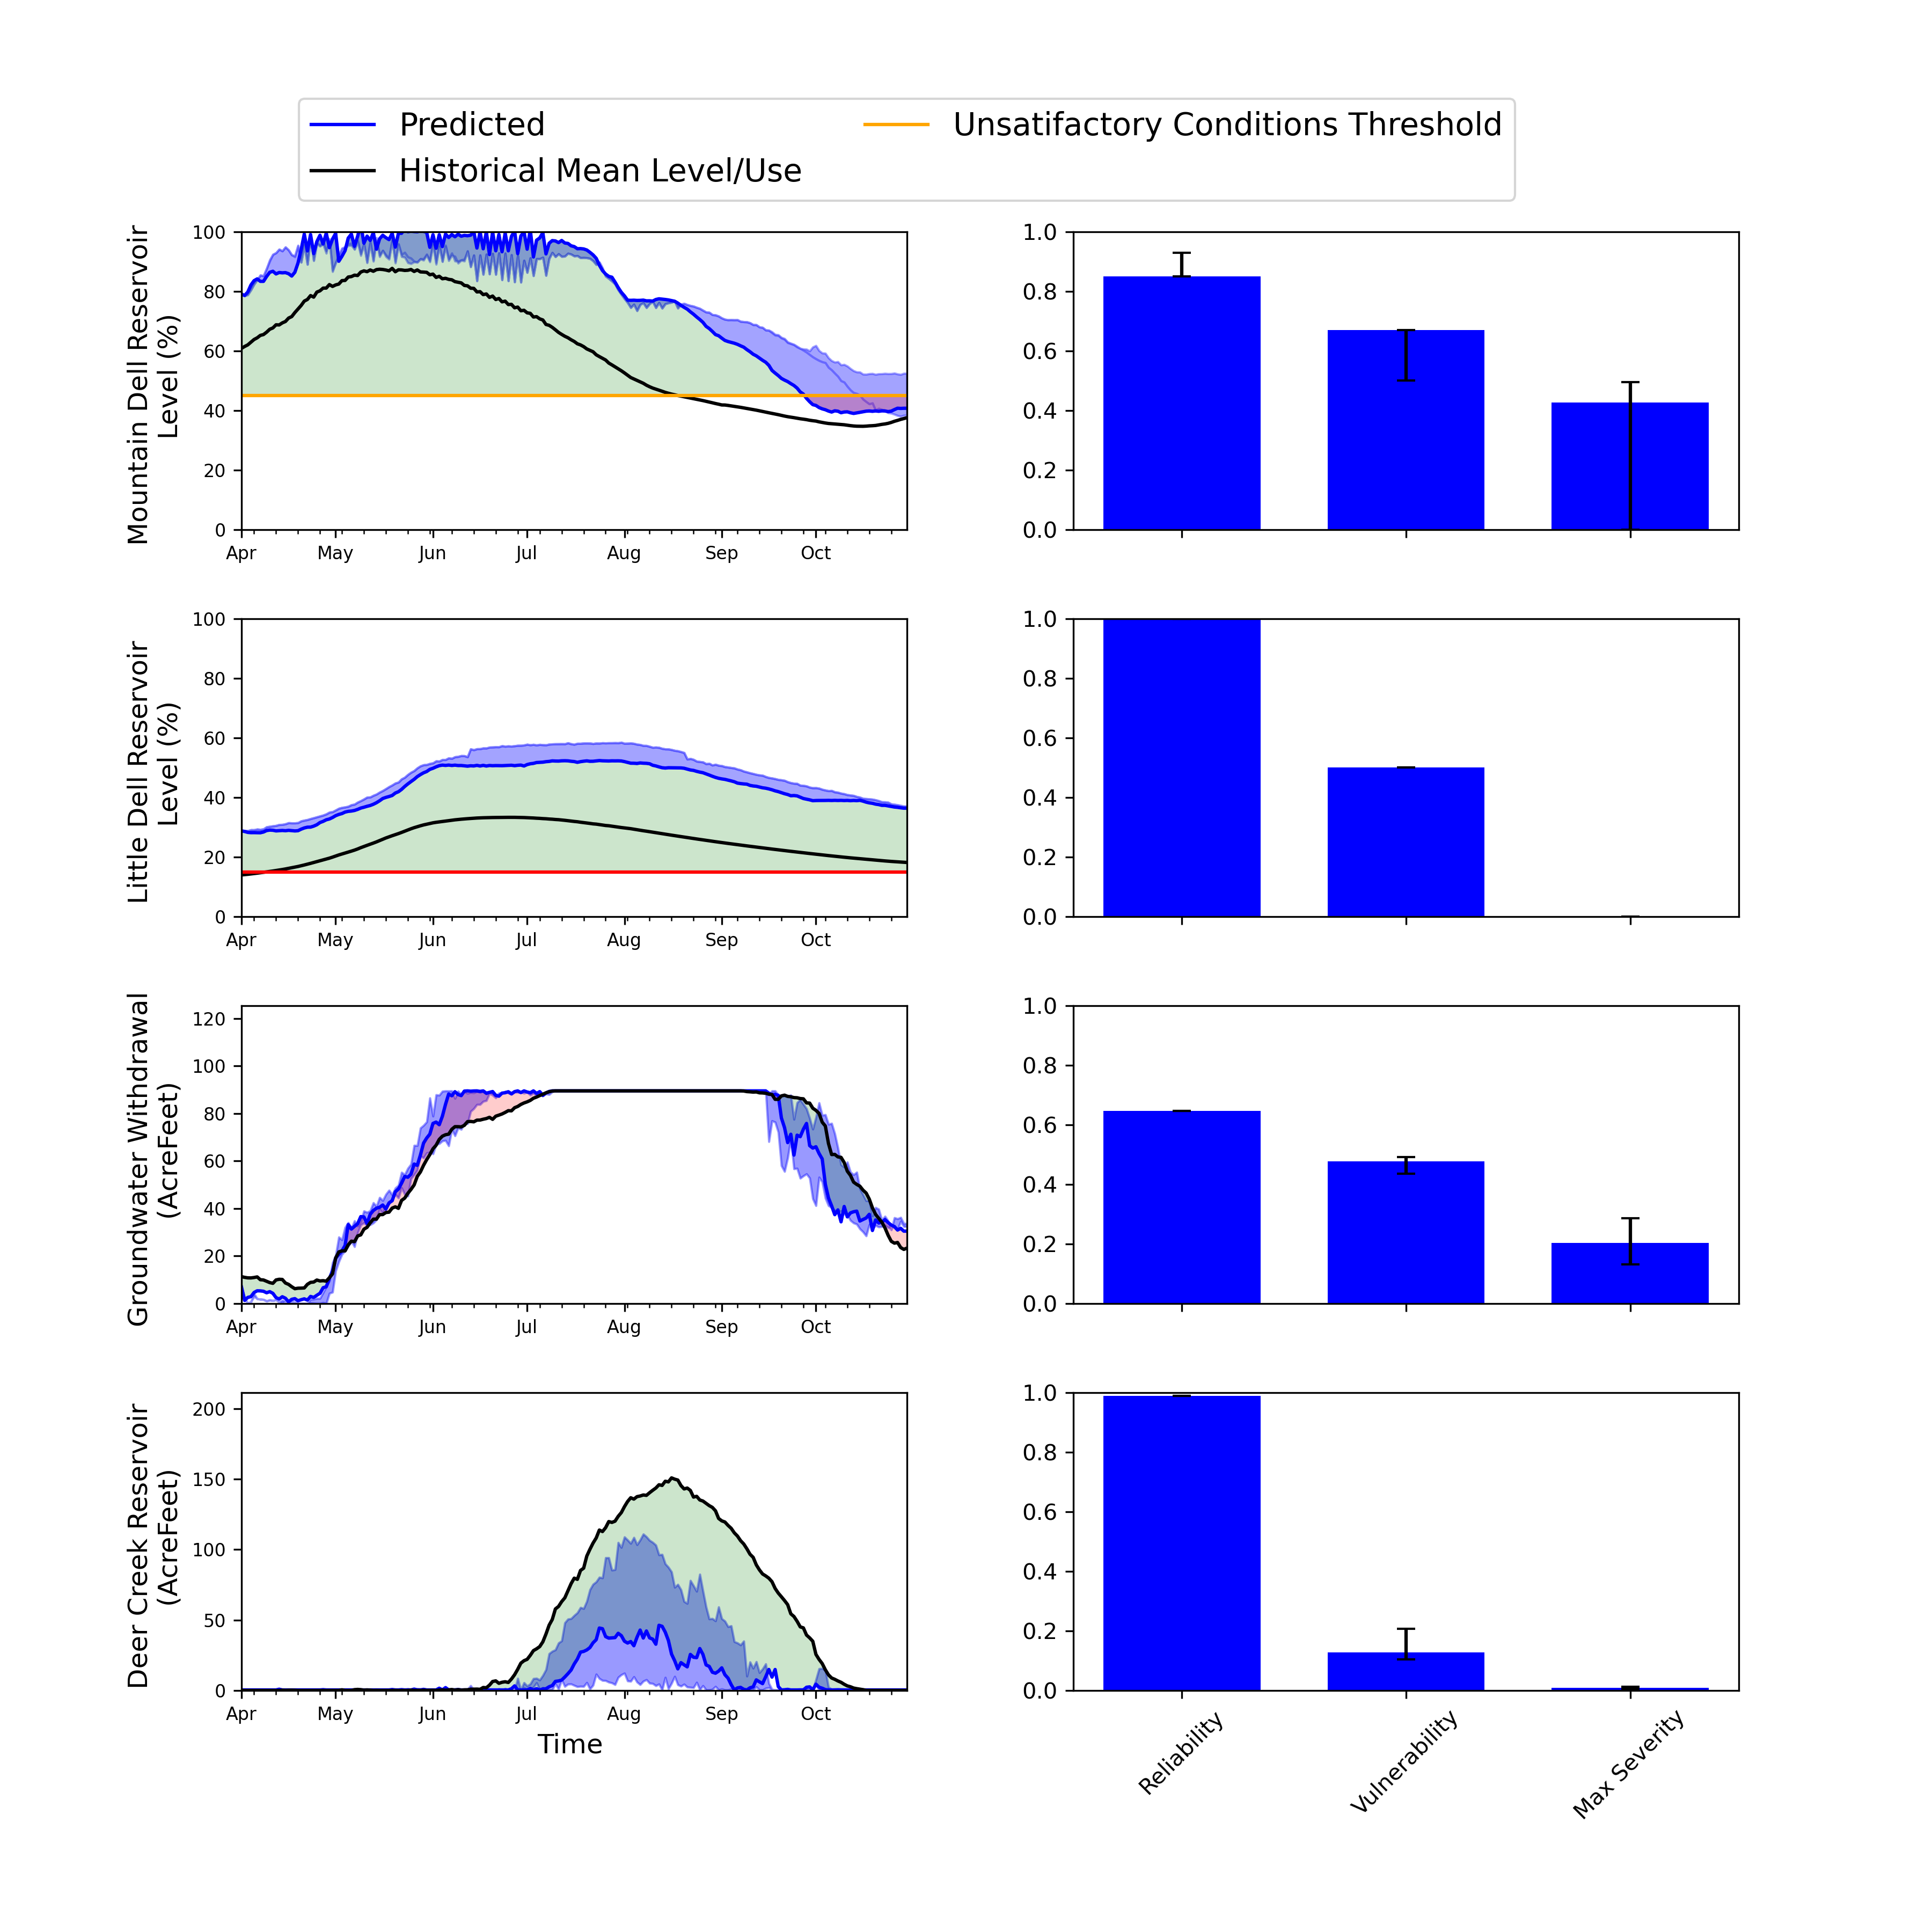 Predicted
Historical Mean Level/Use
Unsatifactory Conditions Threshold
Mountain Dell Reservoir
Level (%)
100
80
60
40
20
0
Apr May Jun Jul Aug Sep Oct
1.0
0.8
0.6
0.4
0.2
0.0
Little Dell Reservoir
Level (%)
100
80
60
40
20
0
Apr May Jun Jul Aug Sep Oct
1.0
0.8
0.6
0.4
0.2
0.0
Groundwater Withdrawal
(AcreFeet)
120
100
80
60
40
20
0
Apr May Jun Jul Aug Sep Oct
1.0
0.8
0.6
0.4
0.2
0.0
Deer Creek Reservoir
(AcreFeet)
200
150
100
50
0
Apr May Jun Jul Aug Sep Oct
Time
1.0
0.8
0.6
0.4
0.2
0.0
Reliability
Vulnerability
Max Severity